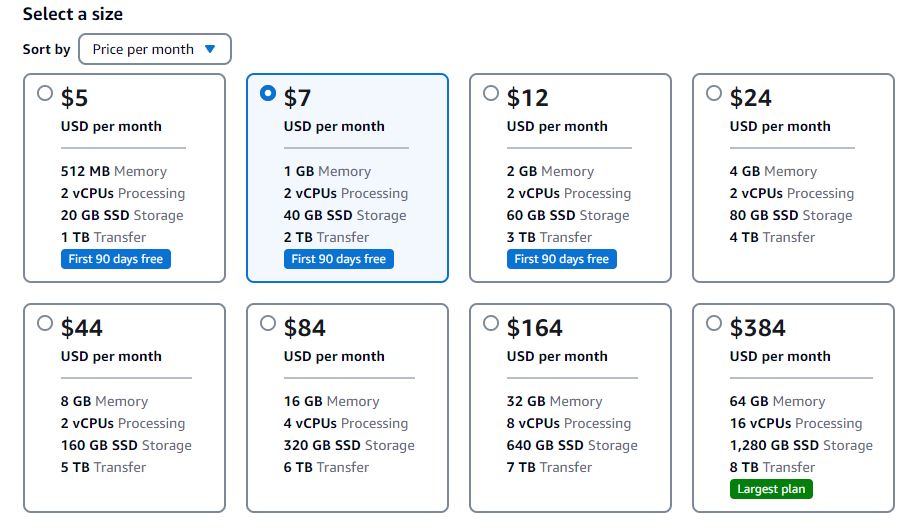 Select a size
Sort by Price per month
$5
USD per month
512 MB Memory
2 vCPUs Processing
20 GB SSD Storage
1 TB Transfer
First 90 days free
$7
USD per month
1 GB Memory
2 vCPUs Processing
40 GB SSD Storage
2 TB Transfer
First 90 days free
$12
USD per month
2 GB Memory
2 vCPUs Processing
60 GB SSD Storage
3 TB Transfer
First 90 days free
$24
USD per month
4 GB Memory
2 vCPUs Processing
80 GB SSD Storage
4 TB Transfer
$44
USD per month
8 GB Memory
2 vCPUs Processing
160 GB SSD Storage
5 TB Transfer
$84
USD per month
16 GB Memory
4 vCPUs Processing
320 GB SSD Storage
6 TB Transfer
$164
USD per month
32 GB Memory
8 vCPUs Processing
640 GB SSD Storage
7 TB Transfer
$384
USD per month
64 GB Memory
16 vCPUs Processing
1,280 GB SSD Storage
8 TB Transfer
Largest plan